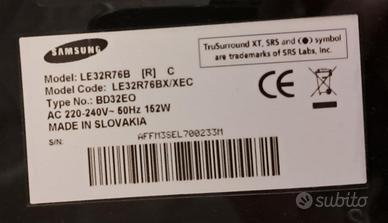 SAMSUNG
Model: LE32R76B [R] C
Model Code: LE32R76BX/XEC
Type No.: BD32EO
AC 220-240V~ 50Hz 152W
MADE IN SLOVAKIA
S/N:
AFFM3SEL700233M
TruSurround XT, SRS and (●) symbol
are trademarks of SRS Labs, Inc.
CE
subito